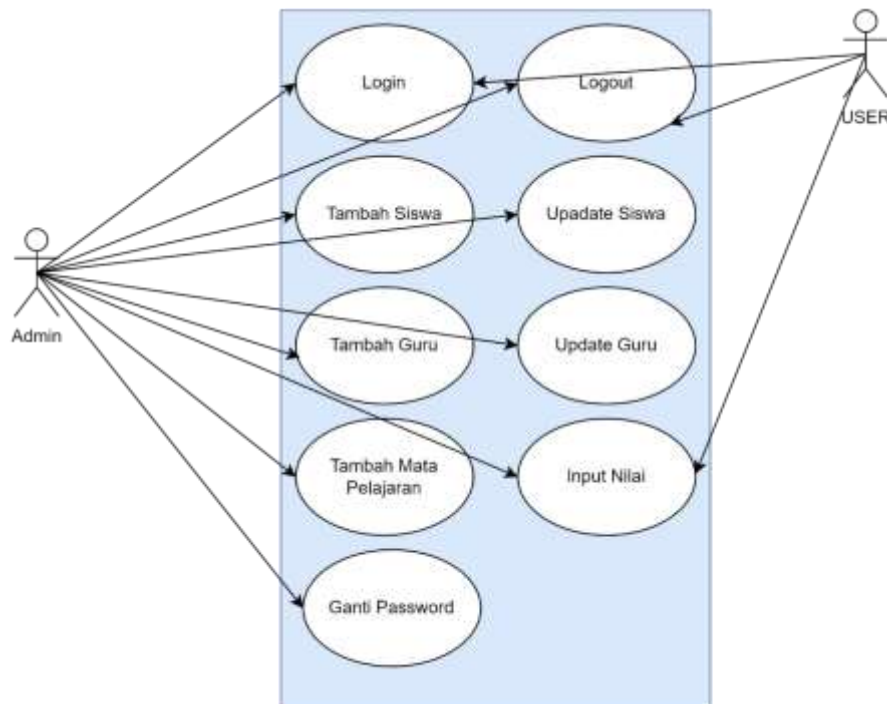 Login
Logout
USER
Tambah Siswa
Upadate Siswa
Admin
Tambah Guru
Update Guru
Tambah Mata
Pelajaran
Input Nilai
Ganti Password